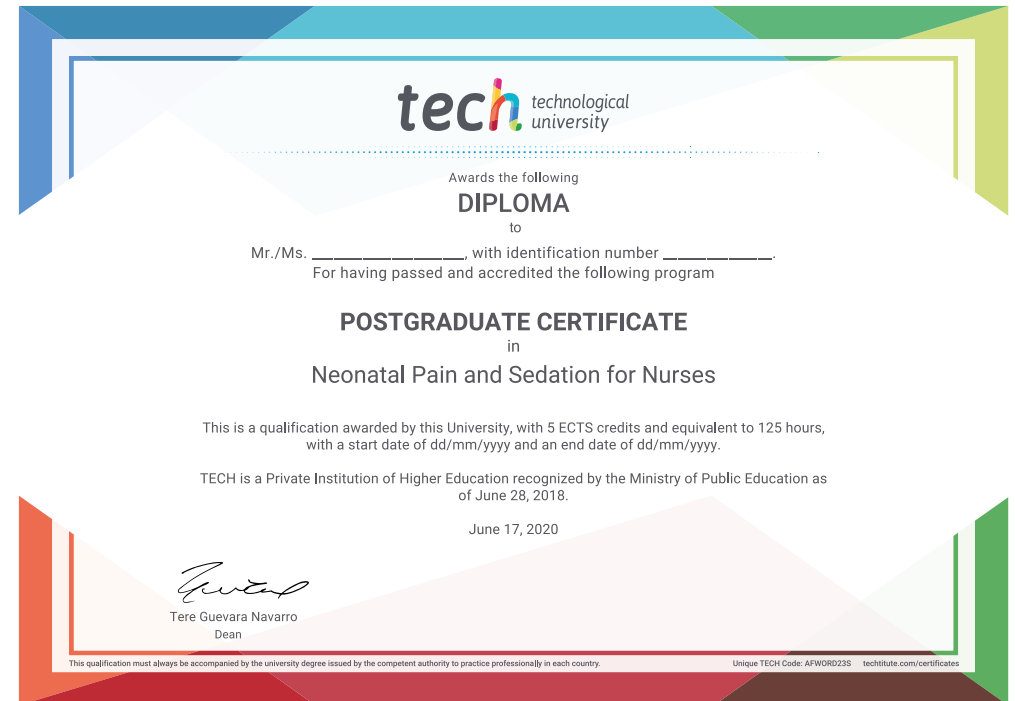 tech technological
university
Awards the following
DIPLOMA
to
Mr./Ms. __________________, with identification number _____________.
For having passed and accredited the following program
POSTGRADUATE CERTIFICATE
in
Neonatal Pain and Sedation for Nurses
This is a qualification awarded by this University, with 5 ECTS credits and equivalent to 125 hours,
with a start date of dd/mm/yyyy and an end date of dd/mm/yyyy.
TECH is a Private Institution of Higher Education recognized by the Ministry of Public Education as
of June 28, 2018.
June 17, 2020
Tere Guevara Navarro
Dean
This qualification must always be accompanied by the university degree issued by the competent authority to practice professionally in each country.
Unique TECH Code: AFWORD23S techtitute.com/certificates